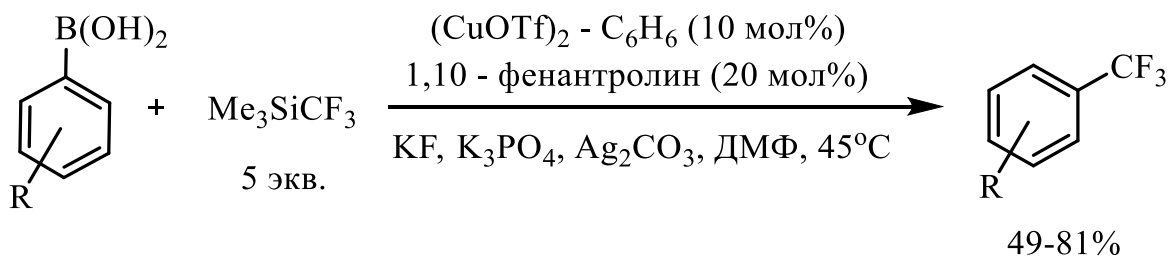 B(OH)₂
R
+
Me₃SiCF₃
5 экв.
(CuOTf)₂ - C₆H₆ (10 мол%)
1,10 - фенантролин (20 мол%)
KF, K₃PO₄, Ag₂CO₃, ДМФ, 45°C
CF₃
R
49-81%